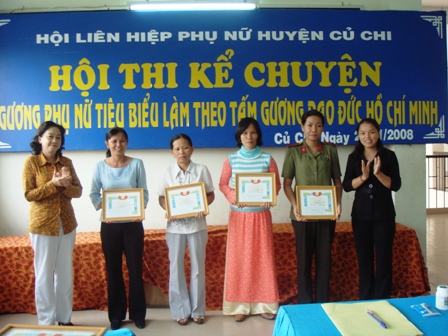 HỘI LIÊN HIỆP PHỤ NỮ HUYỆN CỦ CHI
HỘI THI KỂ CHUYỆN
GƯƠNG PHỤ NỮ TIÊU BIỂU LÀM THEO TẤM GƯƠNG ĐẠO ĐỨC HỒ CHÍ MINH
Củ Chi, Ngày /2008